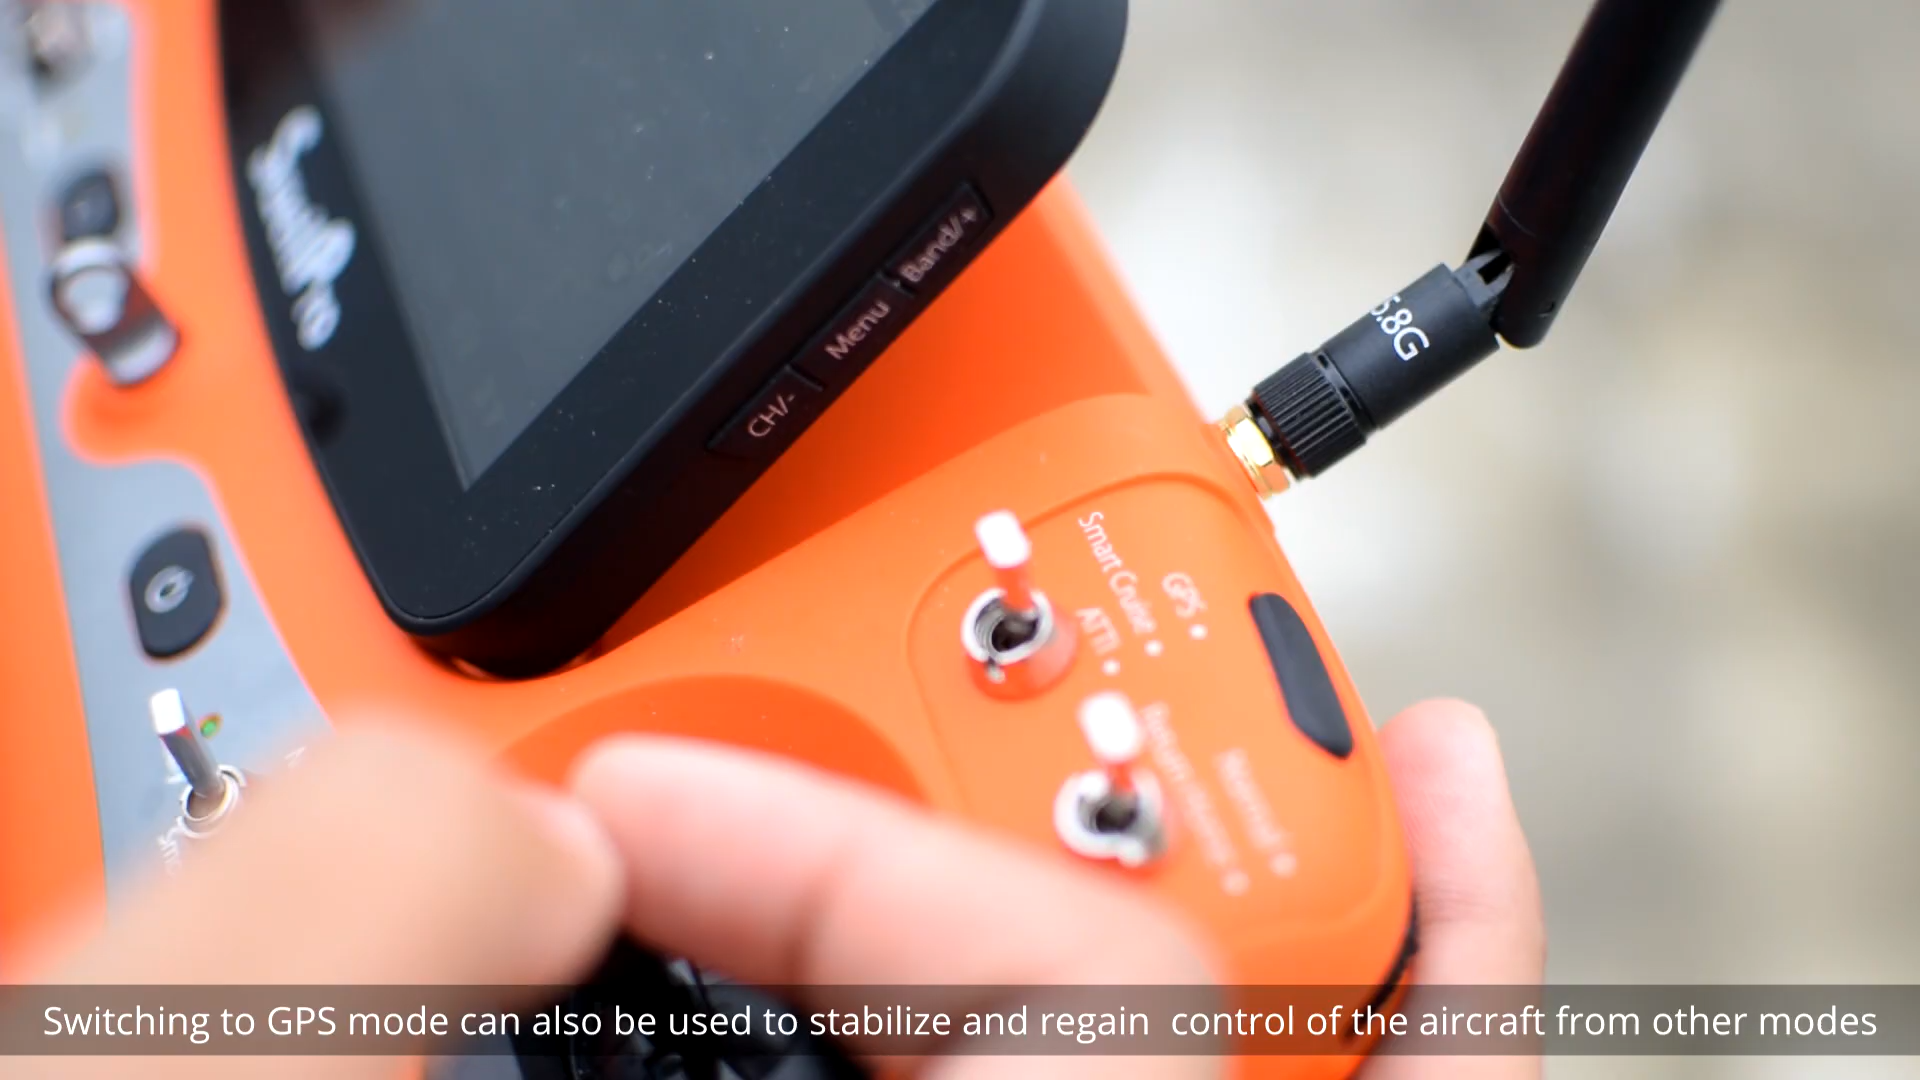 Band/+
Menu
CH/-
5.8G
GPS
Smart Cruise
ATTI
Normal
Switching to GPS mode can also be used to stabilize and regain  control of the aircraft from other modes